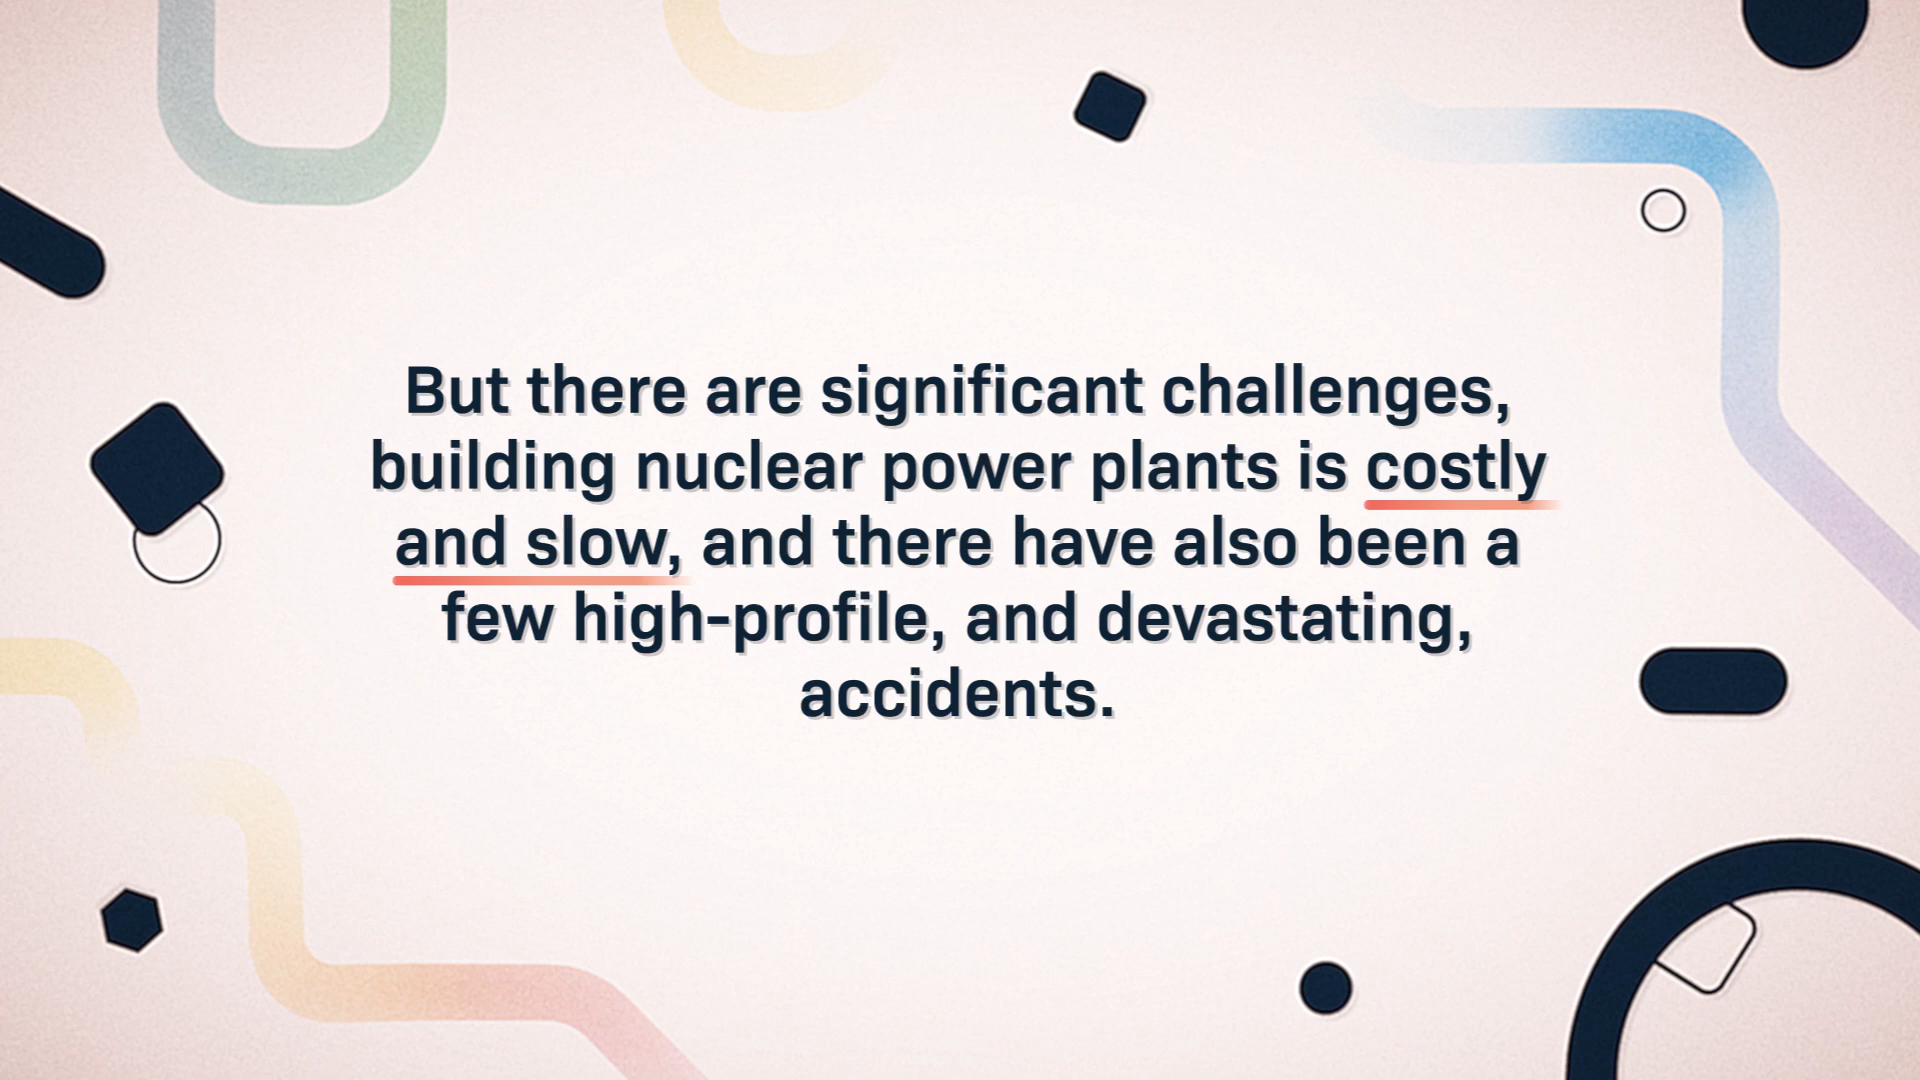 But there are significant challenges,
building nuclear power plants is costly
and slow, and there have also been a
few high-profile, and devastating,
accidents.